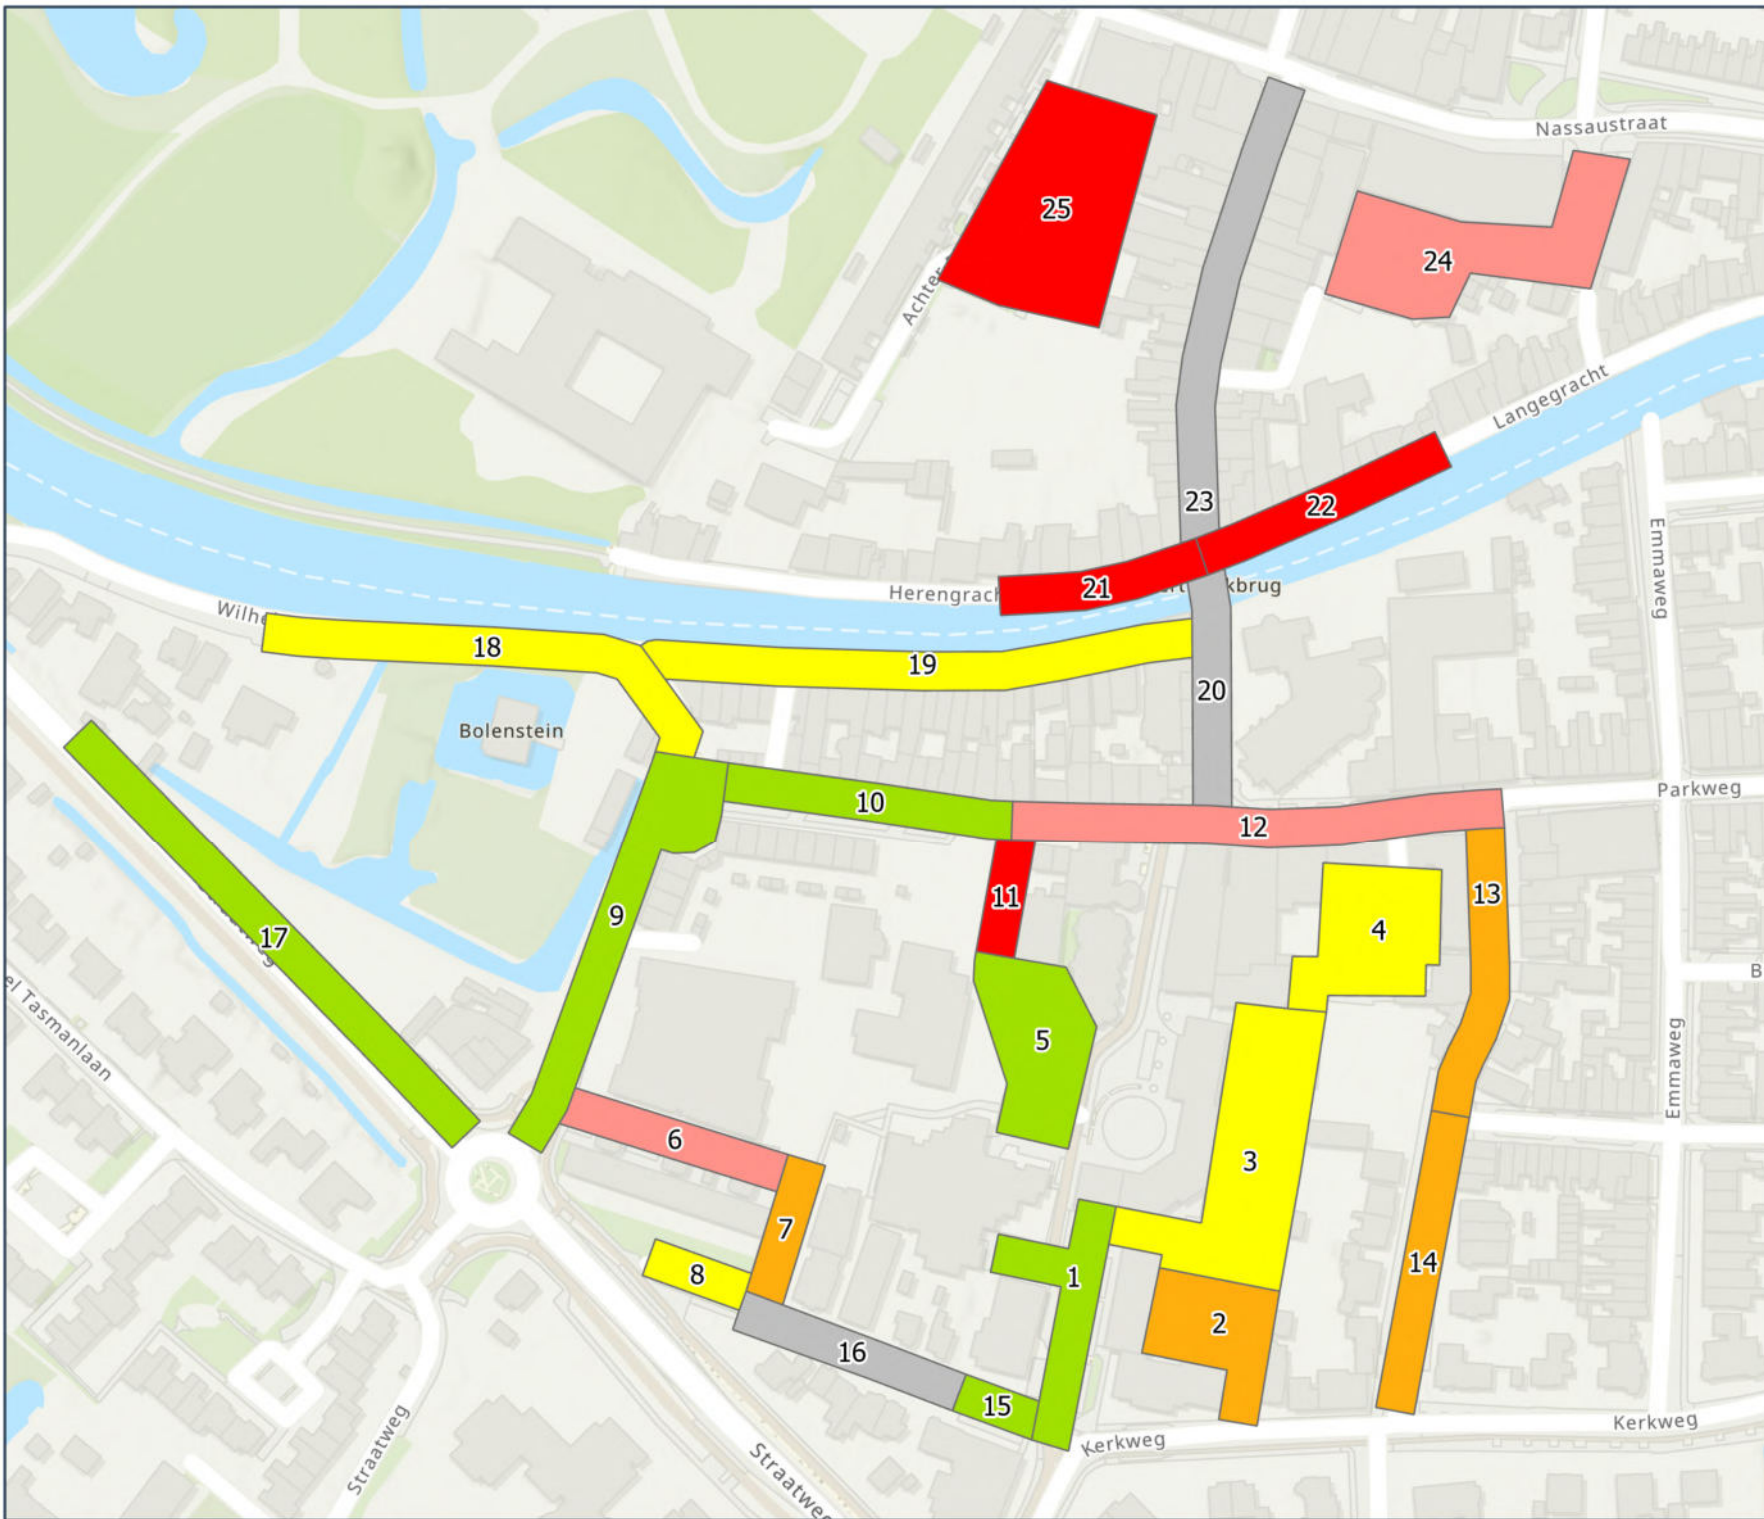 Nassaustraat
25
24
Achter
Langegracht
23
22
Emmaweg
21
Herengrach
kbrug
Wilhe
18
19
20
Bolenstein
Parkweg
10
12
11
13
9
4
17
B
el Tasmanlaan
5
Emmaweg
6
3
7
8
1
14
2
16
15
Kerkweg
Kerkweg
Straatweg
Straatweg